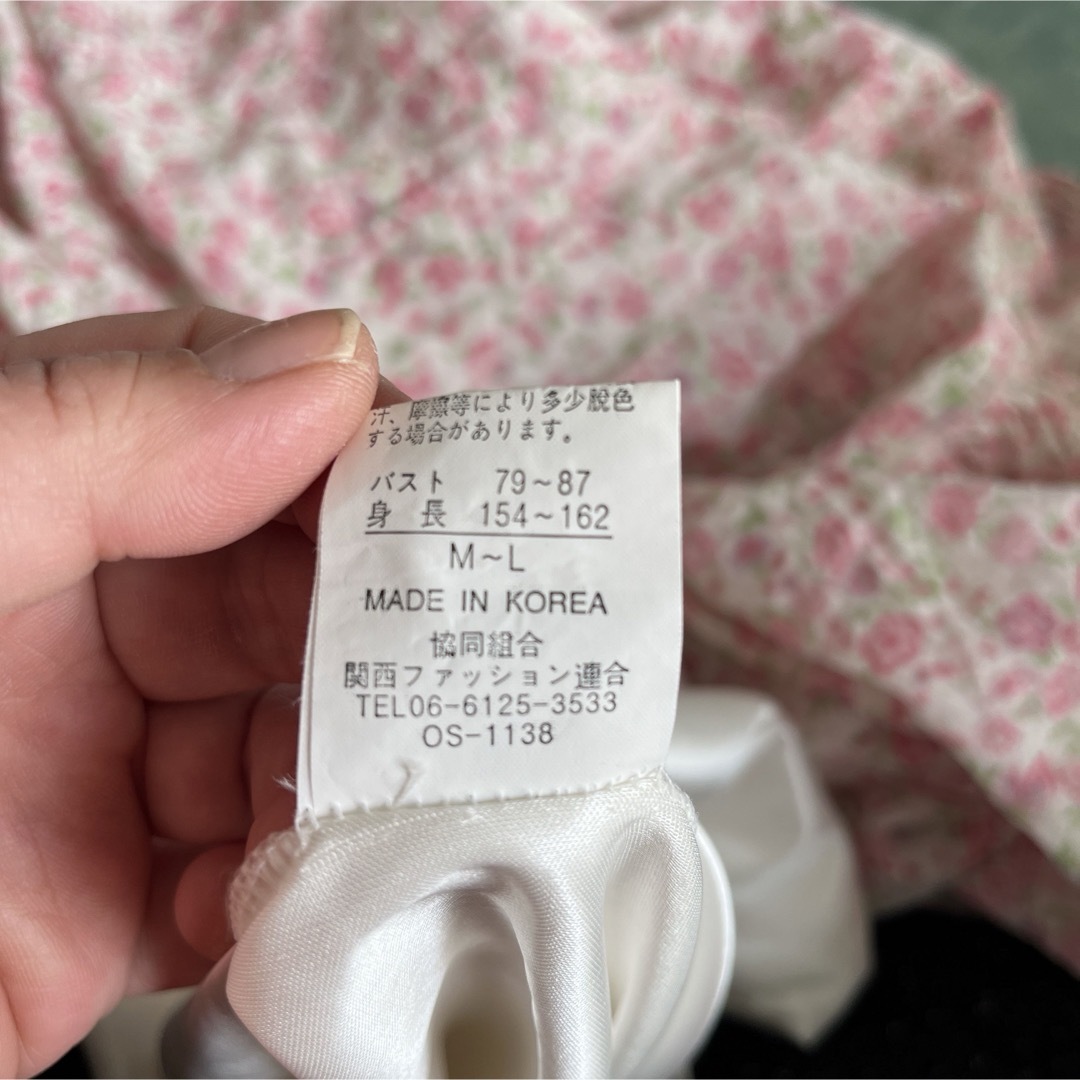 汗、摩擦等により多少脱色
する場合があります。
バスト 79~87
身長 154~162
M~L
MADE IN KOREA
協同組合
関西ファッション連合
TEL06-6125-3533
OS-1138